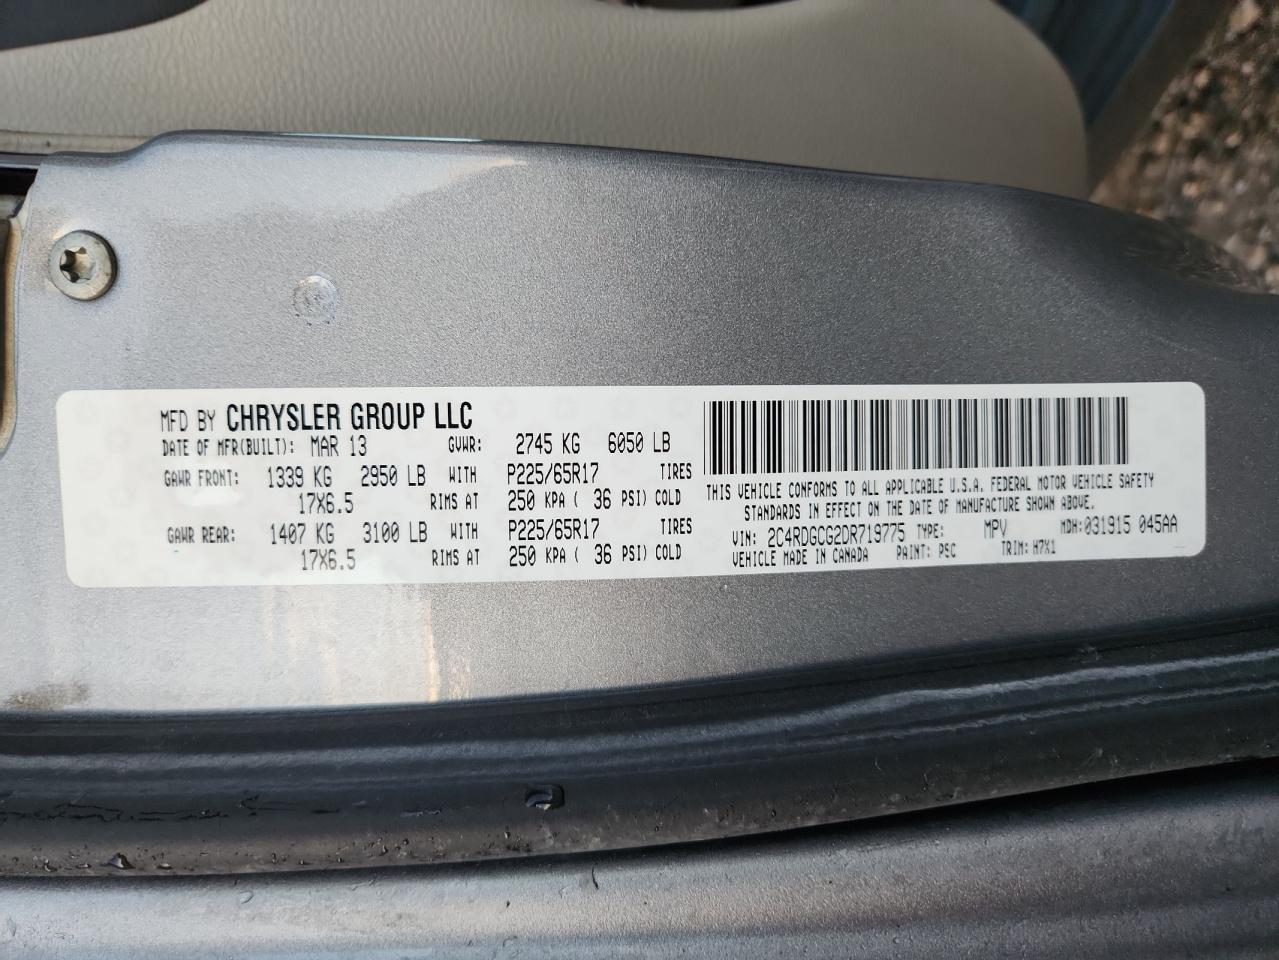 MFD BY CHRYSLER GROUP LLC
DATE OF MFR(BUILT): MAR 13 GVWR: 2745 KG 6050 LB
GAWR FRONT: 1339 KG 2950 LB WITH P225/65R17 TIRES
17X6.5 RIMS AT 250 KPA ( 36 PSI) COLD
GAWR REAR: 1407 KG 3100 LB WITH P225/65R17 TIRES
17X6.5 RIMS AT 250 KPA ( 36 PSI) COLD
THIS VEHICLE CONFORMS TO ALL APPLICABLE U.S.A. FEDERAL MOTOR VEHICLE SAFETY
STANDARDS IN EFFECT ON THE DATE OF MANUFACTURE SHOWN ABOVE.
VIN: 2C4RDGCG2DR719775 TYPE: MPV MDH:031915 045AA
VEHICLE MADE IN CANADA PAINT: PSC TRIM: H7X1